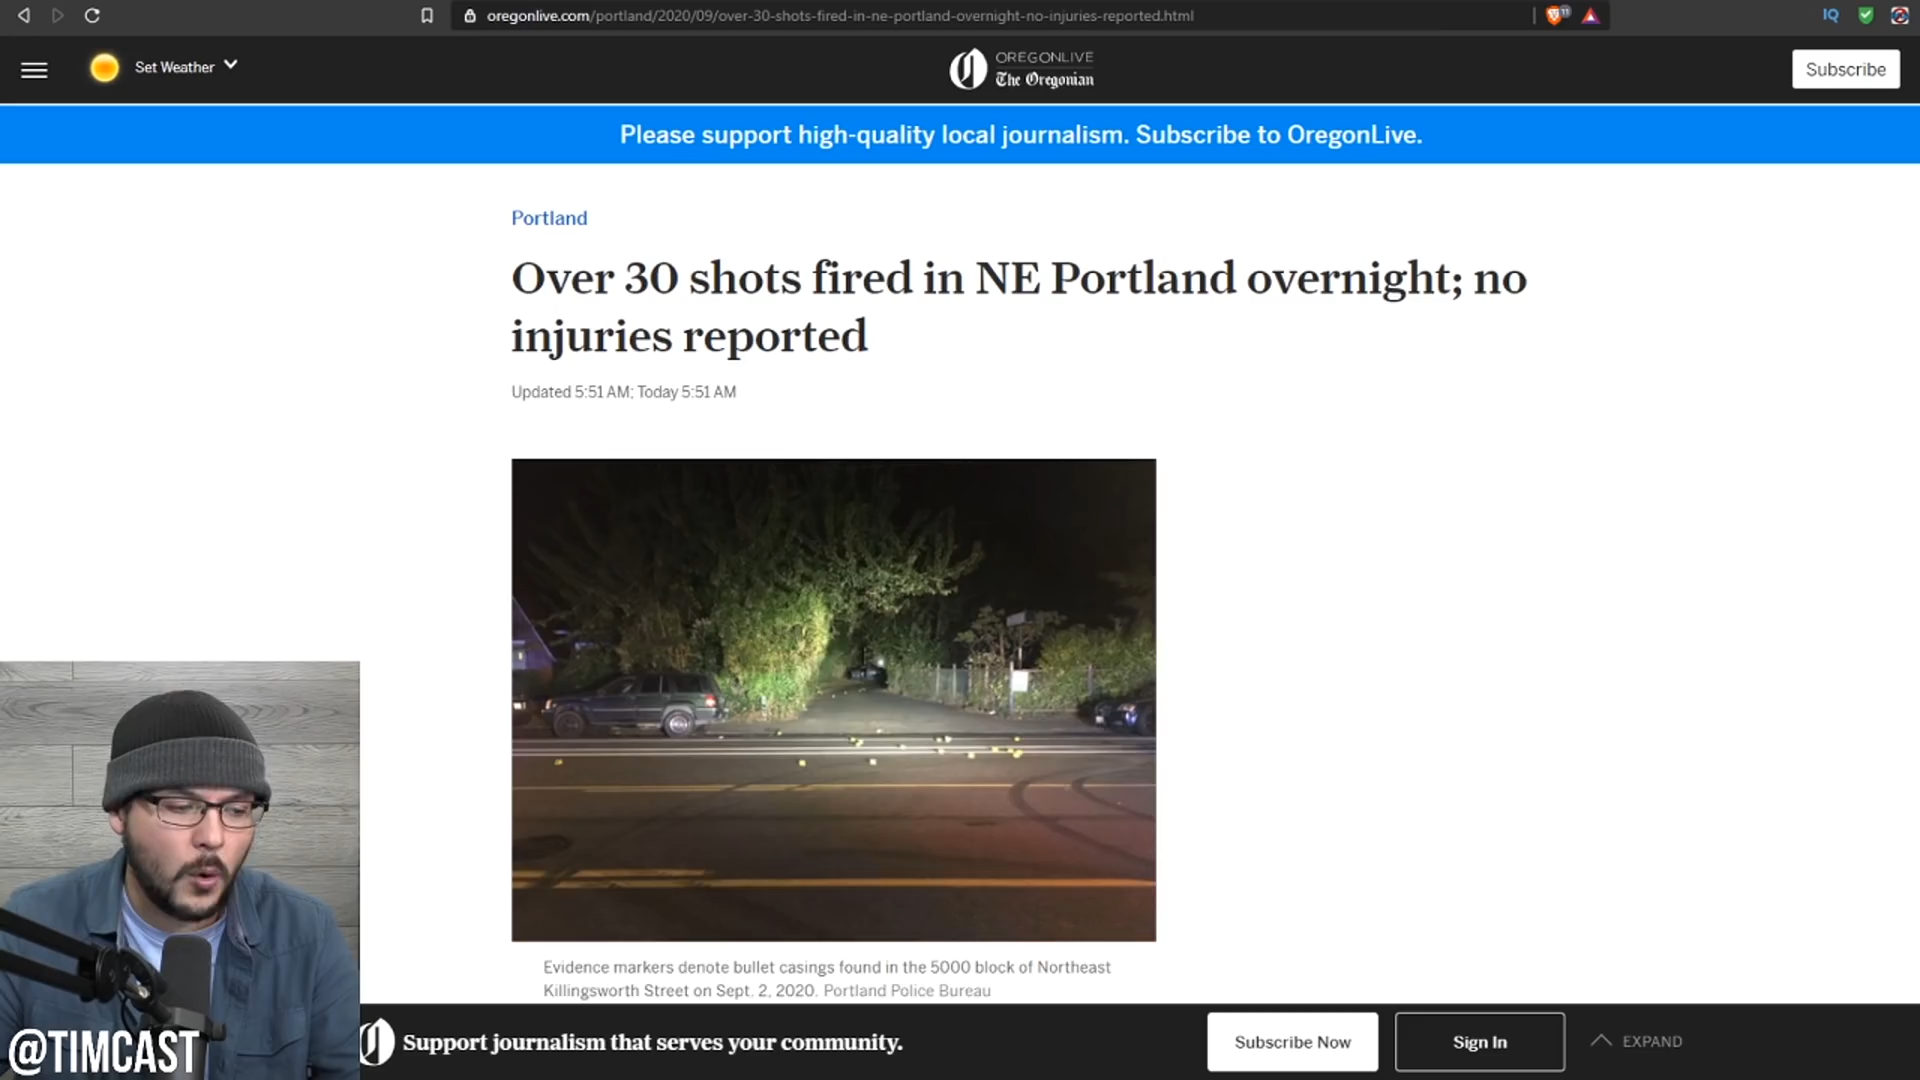 oregonlive.com/portland/2020/09/over-30-shots-fired-in-ne-portland-overnight-no-injuries-reported.html
11
IQ
Set Weather
OREGONLIVE
The Oregonian
Subscribe
Please support high-quality local journalism. Subscribe to OregonLive.
Portland
Over 30 shots fired in NE Portland overnight; no
injuries reported
Updated 5:51 AM; Today 5:51 AM
Evidence markers denote bullet casings found in the 5000 block of Northeast
Killingsworth Street on Sept. 2, 2020. Portland Police Bureau
@TIMCAST
Support journalism that serves your community.
Subscribe Now
Sign In
EXPAND